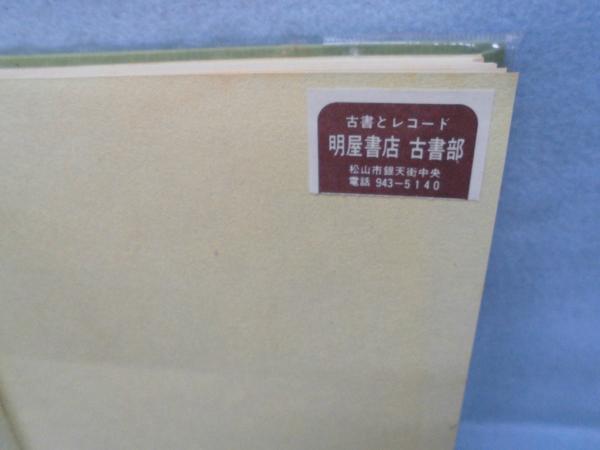 古書とレコード
明屋書店 古書部
松山市銀天街中央
電話 943-5140